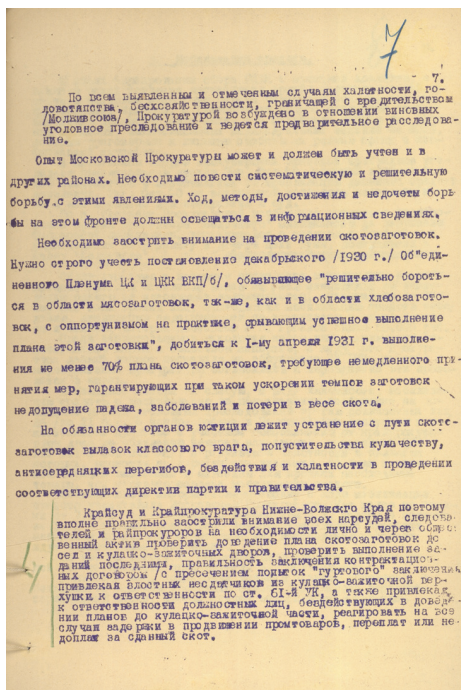 7
7.
По всем выявленным и отмеченным случаям халатности, го-
ловотяпства, бесхозяйственности, граничащей с вредительством
/Молживсоюз/, Прокуратурой возбуждено в отношении виновных
уголовное преследование и ведется предварительное расследова-
ние.
Опыт Московской Прокуратуры может и должен быть учтен и в
других районах. Необходимо повести систематическую и решительную
борьбу с этими явлениями. Ход, методы, достижения и недочеты борь-
бы на этом фронте должны освещаться в информационных сведениях.
Необходимо заострить внимание на проведении скотозаготовок.
Нужно строго учесть постановление декабрьского /1930 г./ Об"еди-
ненного Пленума ЦК и ЦКК ВКП/б/, обязывающее "решительно бороть-
ся в области мясозаготовок, так-же, как и в области хлебозагото-
вок, с оппортунизмом на практике, срывающим успешное выполнение
плана этой заготовки", добиться к 1-му апреля 1931 г. выполне-
ния не менее 70% плана скотозаготовок, требующее немедленного при
нятия мер, гарантирующих при таком ускорении темпов заготовок
недопущение падежа, заболеваний и потери в весе скота.
На обязанности органов юстиции лежит устранение с пути ското-
заготовок вылазок классового врага, попустительства кулачеству,
антисередняцких перегибов, бездействия и халатности в проведении
соответствующих директив партии и правительства.
Крайсуд и Крайпрокуратура Нижне-Волжского Края поэтому
вполне правильно заострили внимание всех нарсудей, следова-
телей и райпрокуроров на необходимости лично и через общес
венный актив проверить доведение плана скотозаготовок до
сел и кулацко-зажиточных дворов, проверить выполнение за-
даний последними, правильность заключения контрактацион-
ных договоров /с пресечением попыток "гуртового" заключения
привлекая злостных несдатчиков из кулацко-зажиточной вер-
хушки к ответственности по ст. 61-й УК, а также привлекая
к ответственности должностных лиц, бездействующих в доведе
нии планов до кулацко-зажиточной части, реагировать на все
случаи задержки в продвижении промтоваров, переплат или не-
доплат за сданный скот.